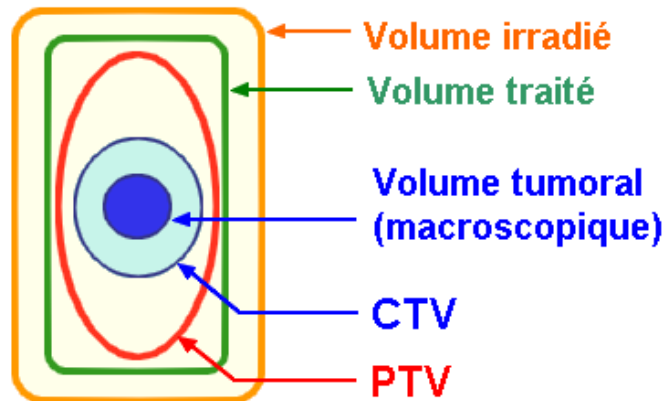 Volume irradié
Volume traité
Volume tumoral
(macroscopique)
CTV
PTV